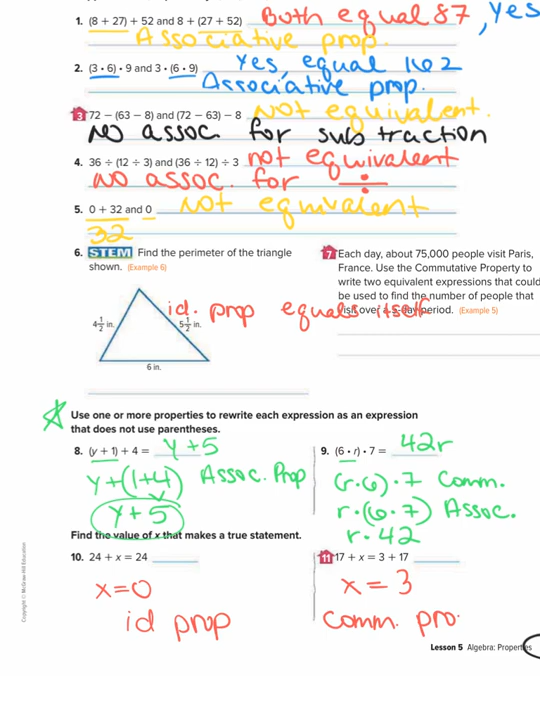 1. (8 + 27) + 52 and 8 + (27 + 52) Both equal 87, yes
Associative prop.
2. (3 • 6) • 9 and 3 • (6 • 9) Yes, equal 162
Associative prop.
3 72 − (63 − 8) and (72 − 63) − 8 Not equivalent.
No assoc. for subtraction
4. 36 ÷ (12 ÷ 3) and (36 ÷ 12) ÷ 3 not equivalent
No assoc. for ÷
5. 0 + 32 and 0 Not equivalent
32
6. STEM Find the perimeter of the triangle
shown. (Example 6)
4½ in.
5½ in.
6 in.
id. prop equals itself
7 Each day, about 75,000 people visit Paris,
France. Use the Commutative Property to
write two equivalent expressions that could
be used to find the number of people that
visit over a 5-day period. (Example 5)
Use one or more properties to rewrite each expression as an expression
that does not use parentheses.
8. (y + 1) + 4 = y + 5
y + (1+4) Assoc. Prop
y + 5
9. (6 • r) • 7 = 42r
(r • 6) • 7 Comm.
r • (6 • 7) Assoc.
r • 42
Find the value of x that makes a true statement.
10. 24 + x = 24
x = 0
id prop
11 17 + x = 3 + 17
x = 3
Comm. pro.
Copyright © McGraw-Hill Education
Lesson 5 Algebra: Properties